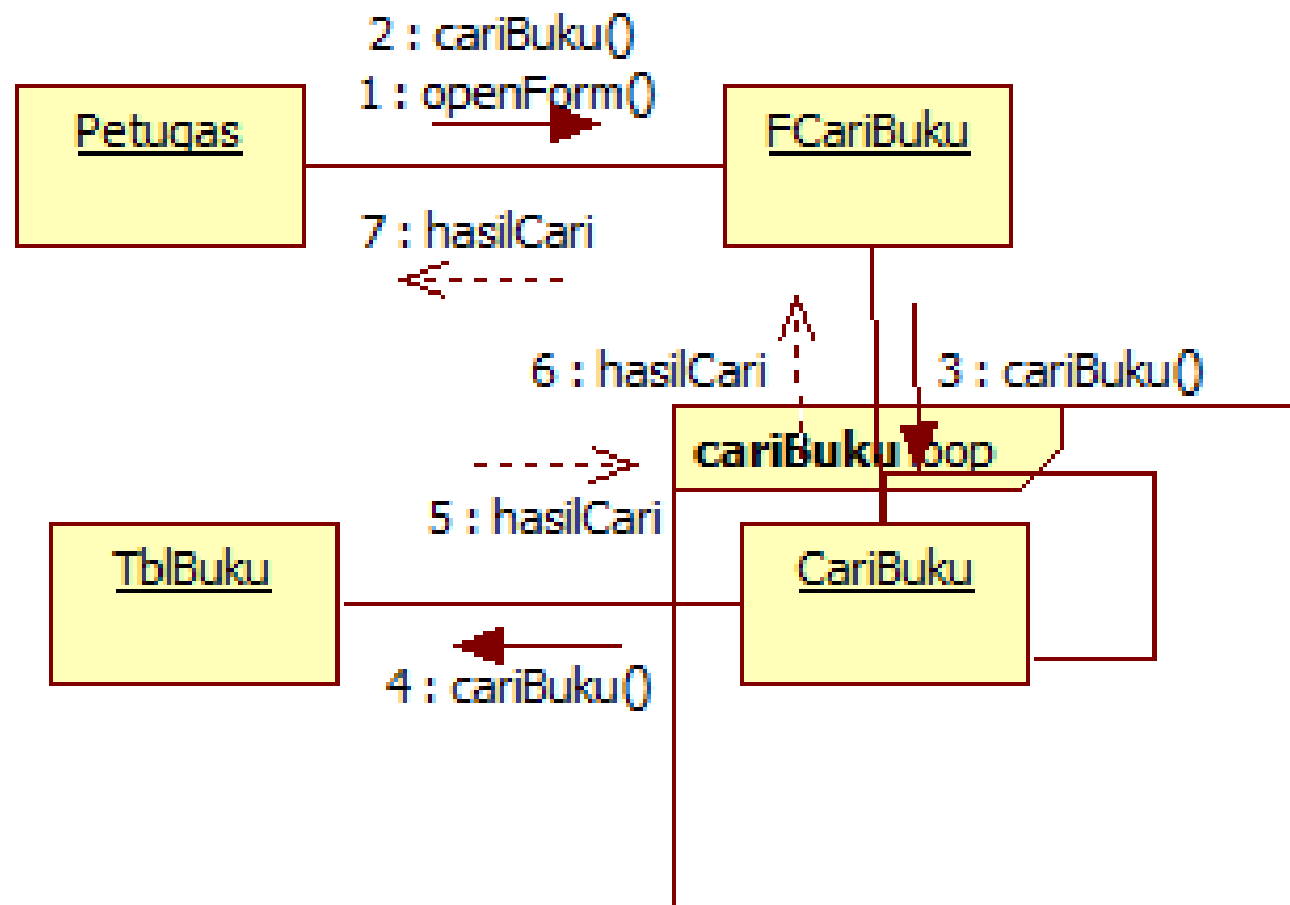 2 : cariBuku()
1 : openForm()
Petugas
FCariBuku
7 : hasilCari
6 : hasilCari
3 : cariBuku()
cariBuku loop
5 : hasilCari
TblBuku
CariBuku
4 : cariBuku()